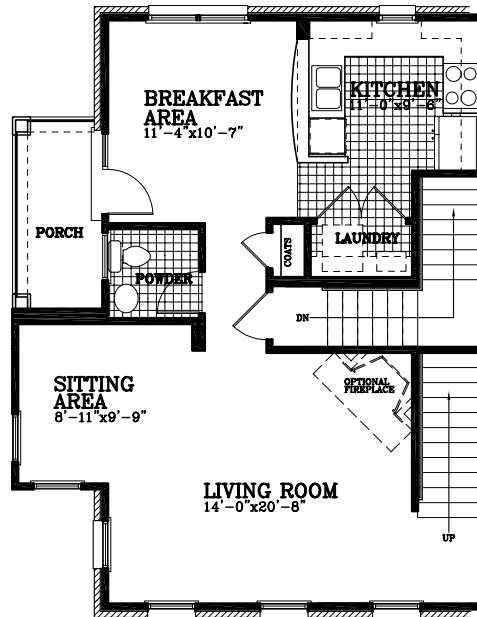 BREAKFAST
AREA
11'-4"x10'-7"
KITCHEN
11'-0"x9'-6"
PORCH
POWDER
COATS
LAUNDRY
DN
SITTING
AREA
8'-11"x9'-9"
OPTIONAL
FIREPLACE
LIVING ROOM
14'-0"x20'-8"
UP